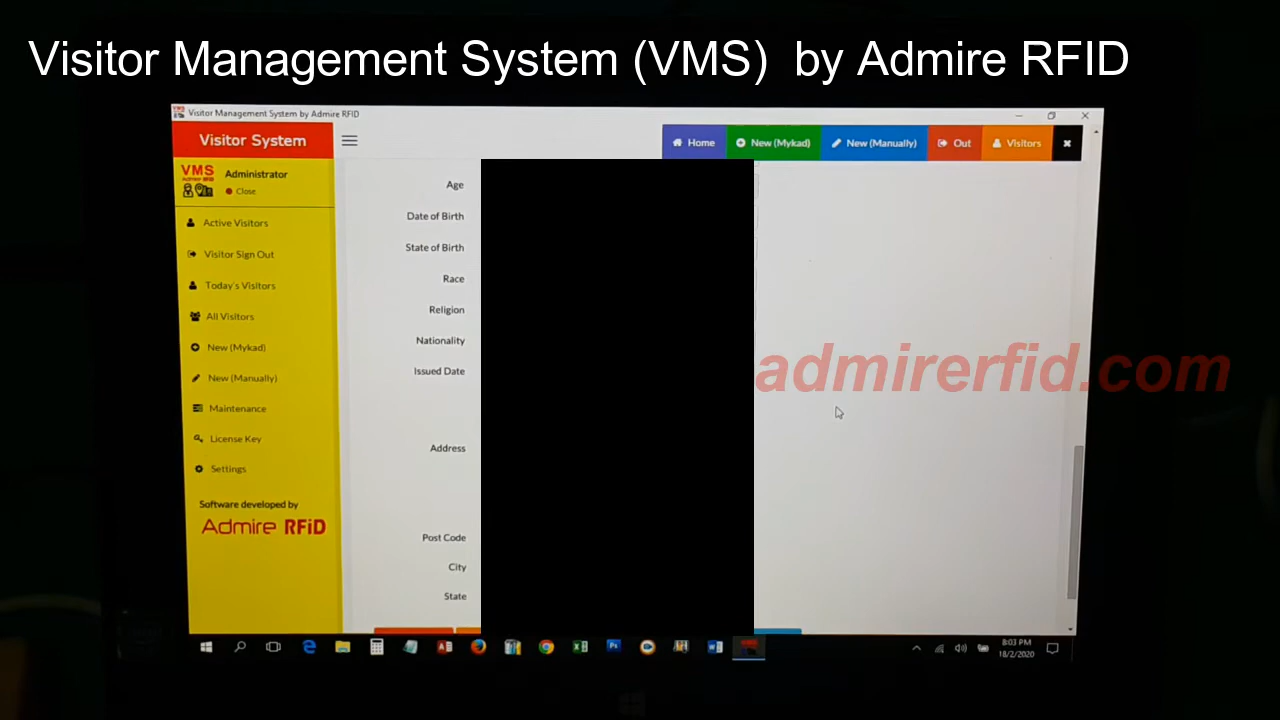 Visitor Management System (VMS) by Admire RFID
Visitor Management System by Admire RFID
Visitor System
Home
New (Mykad)
New (Manually)
Out
Visitors
VMS
Admire RFID
Administrator
Close
Active Visitors
Visitor Sign Out
Today's Visitors
All Visitors
New (Mykad)
New (Manually)
Maintenance
License Key
Settings
Software developed by
Admire RFiD
Age
Date of Birth
State of Birth
Race
Religion
Nationality
Issued Date
Address
Post Code
City
State
admirerfid.com
8:03 PM
18/2/2020